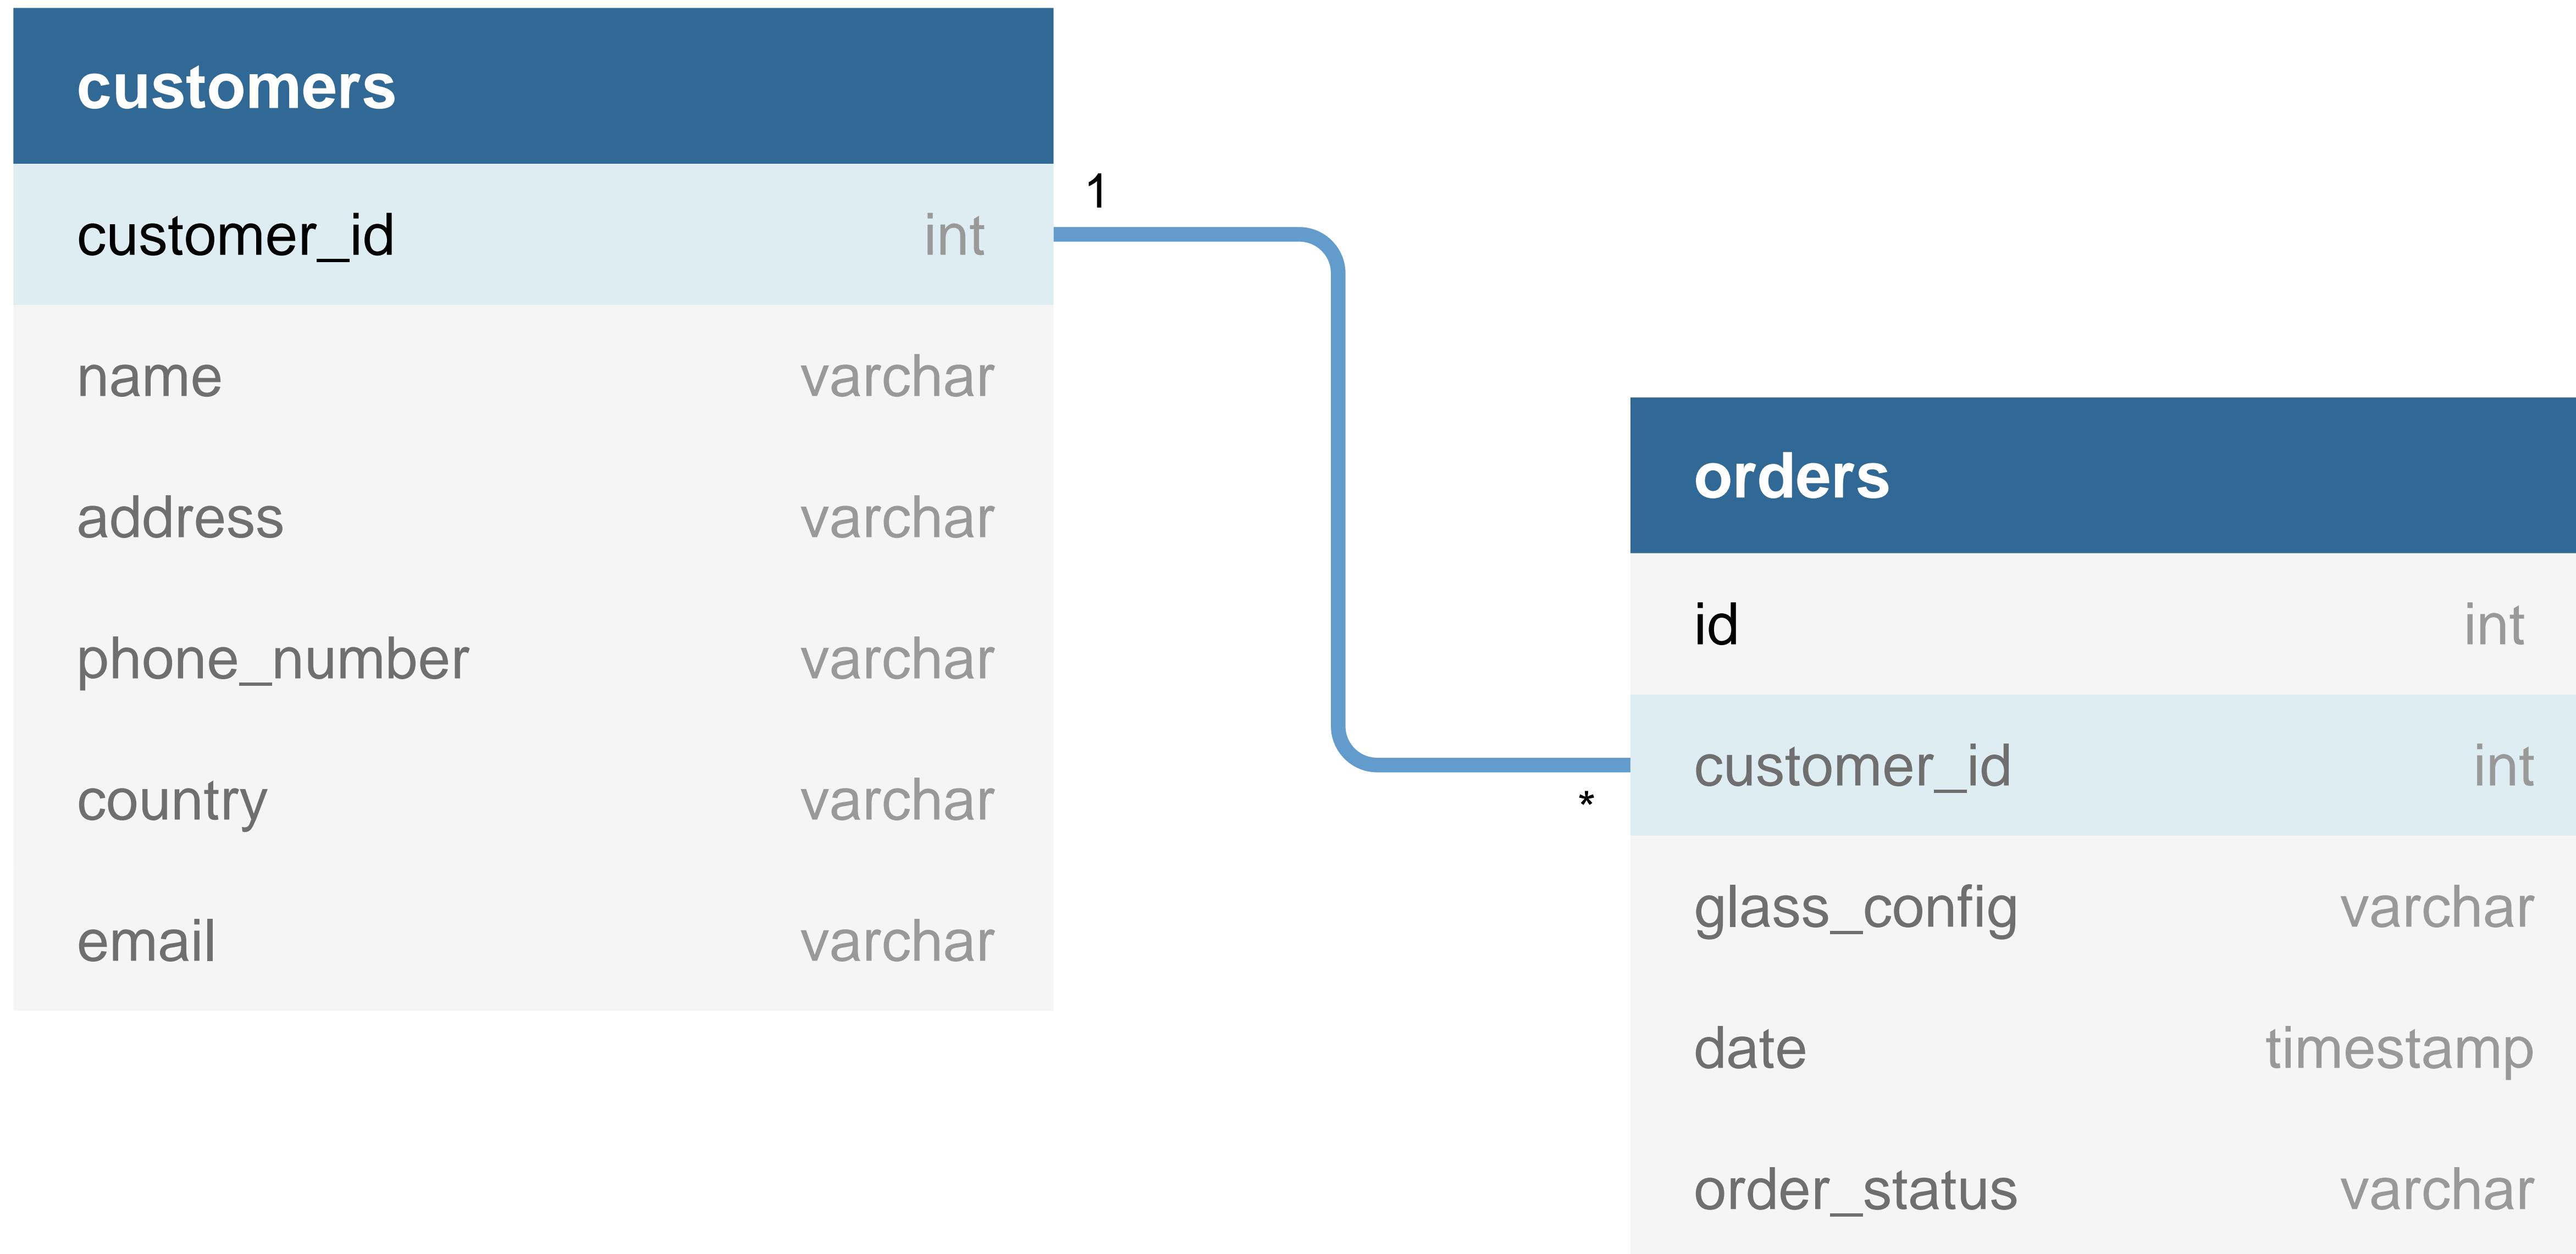 customers
customer_id int
name varchar
address varchar
phone_number varchar
country varchar
email varchar
1
*
orders
id int
customer_id int
glass_config varchar
date timestamp
order_status varchar